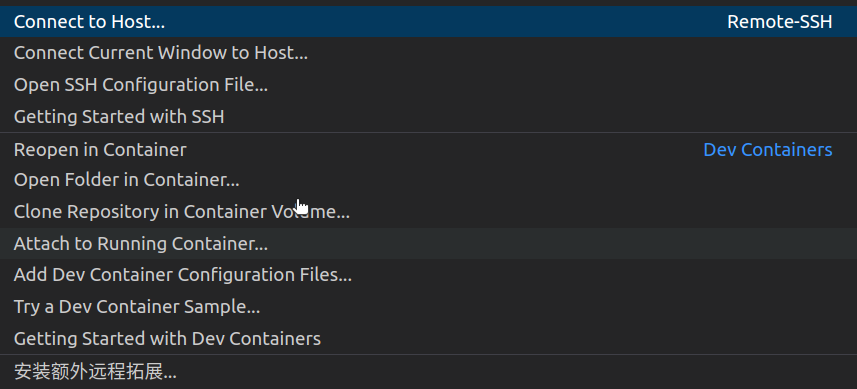 Connect to Host... Remote-SSH
Connect Current Window to Host...
Open SSH Configuration File...
Getting Started with SSH
Reopen in Container Dev Containers
Open Folder in Container...
Clone Repository in Container Volume...
Attach to Running Container...
Add Dev Container Configuration Files...
Try a Dev Container Sample...
Getting Started with Dev Containers
安装额外远程拓展...